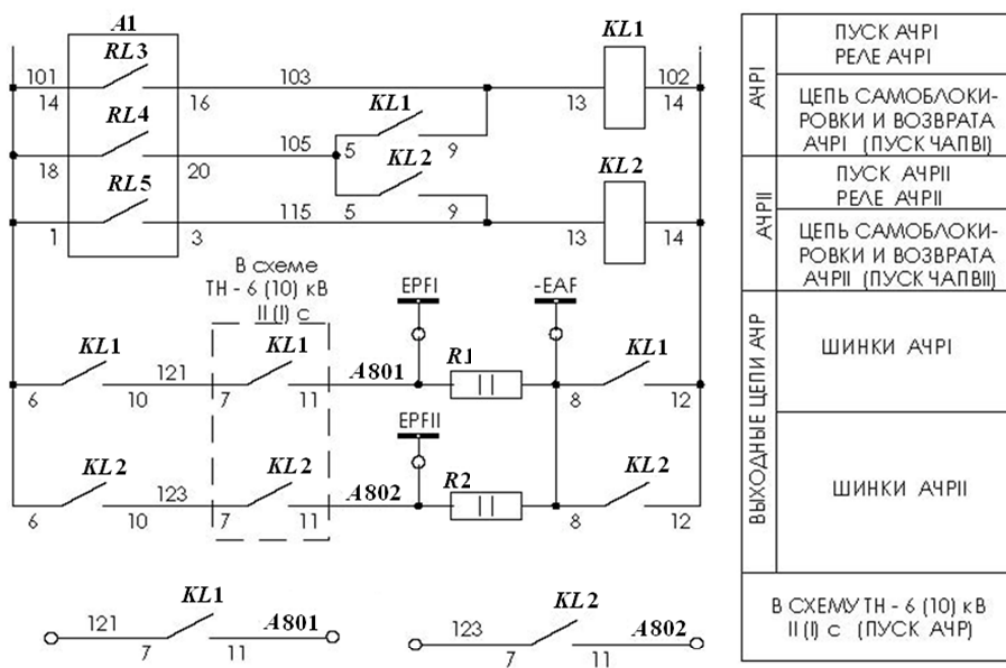 A1
RL3
101
14
16
103
KL1
13
102
14
RL4
18
20
105
KL1
5
9
KL2
5
9
RL5
1
3
115
KL2
13
14
В схеме
ТН - 6 (10) кВ
II (I) с
EPFI
-EAF
KL1
6
10
121
KL1
7
11
A801
R1
KL1
8
12
EPFII
KL2
6
10
123
KL2
7
11
A802
R2
KL2
8
12
121
KL1
7
11
A801
123
KL2
7
11
A802
АЧРI
ПУСК АЧРI
РЕЛЕ АЧРI
ЦЕПЬ САМОБЛОКИ-
РОВКИ И ВОЗВРАТА
АЧРI (ПУСК ЧАПВI)
АЧРII
ПУСК АЧРII
РЕЛЕ АЧРII
ЦЕПЬ САМОБЛОКИ-
РОВКИ И ВОЗВРАТА
АЧРII (ПУСК ЧАПВII)
ВЫХОДНЫЕ ЦЕПИ АЧР
ШИНКИ АЧРI
ШИНКИ АЧРII
В СХЕМУ ТН - 6 (10) кВ
II (I) с (ПУСК АЧР)